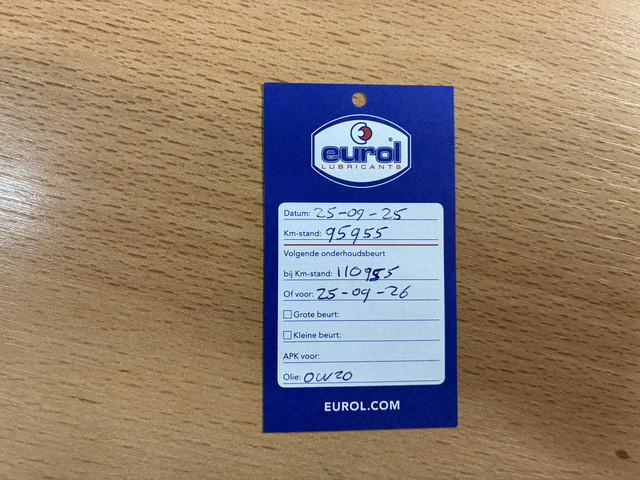 eurol®
LUBRICANTS
Datum: 25-09-25
Km-stand: 95955
Volgende onderhoudsbeurt
bij Km-stand: 110955
Of voor: 25-09-26
Grote beurt:
Kleine beurt:
APK voor:
Olie: 0W20
EUROL.COM